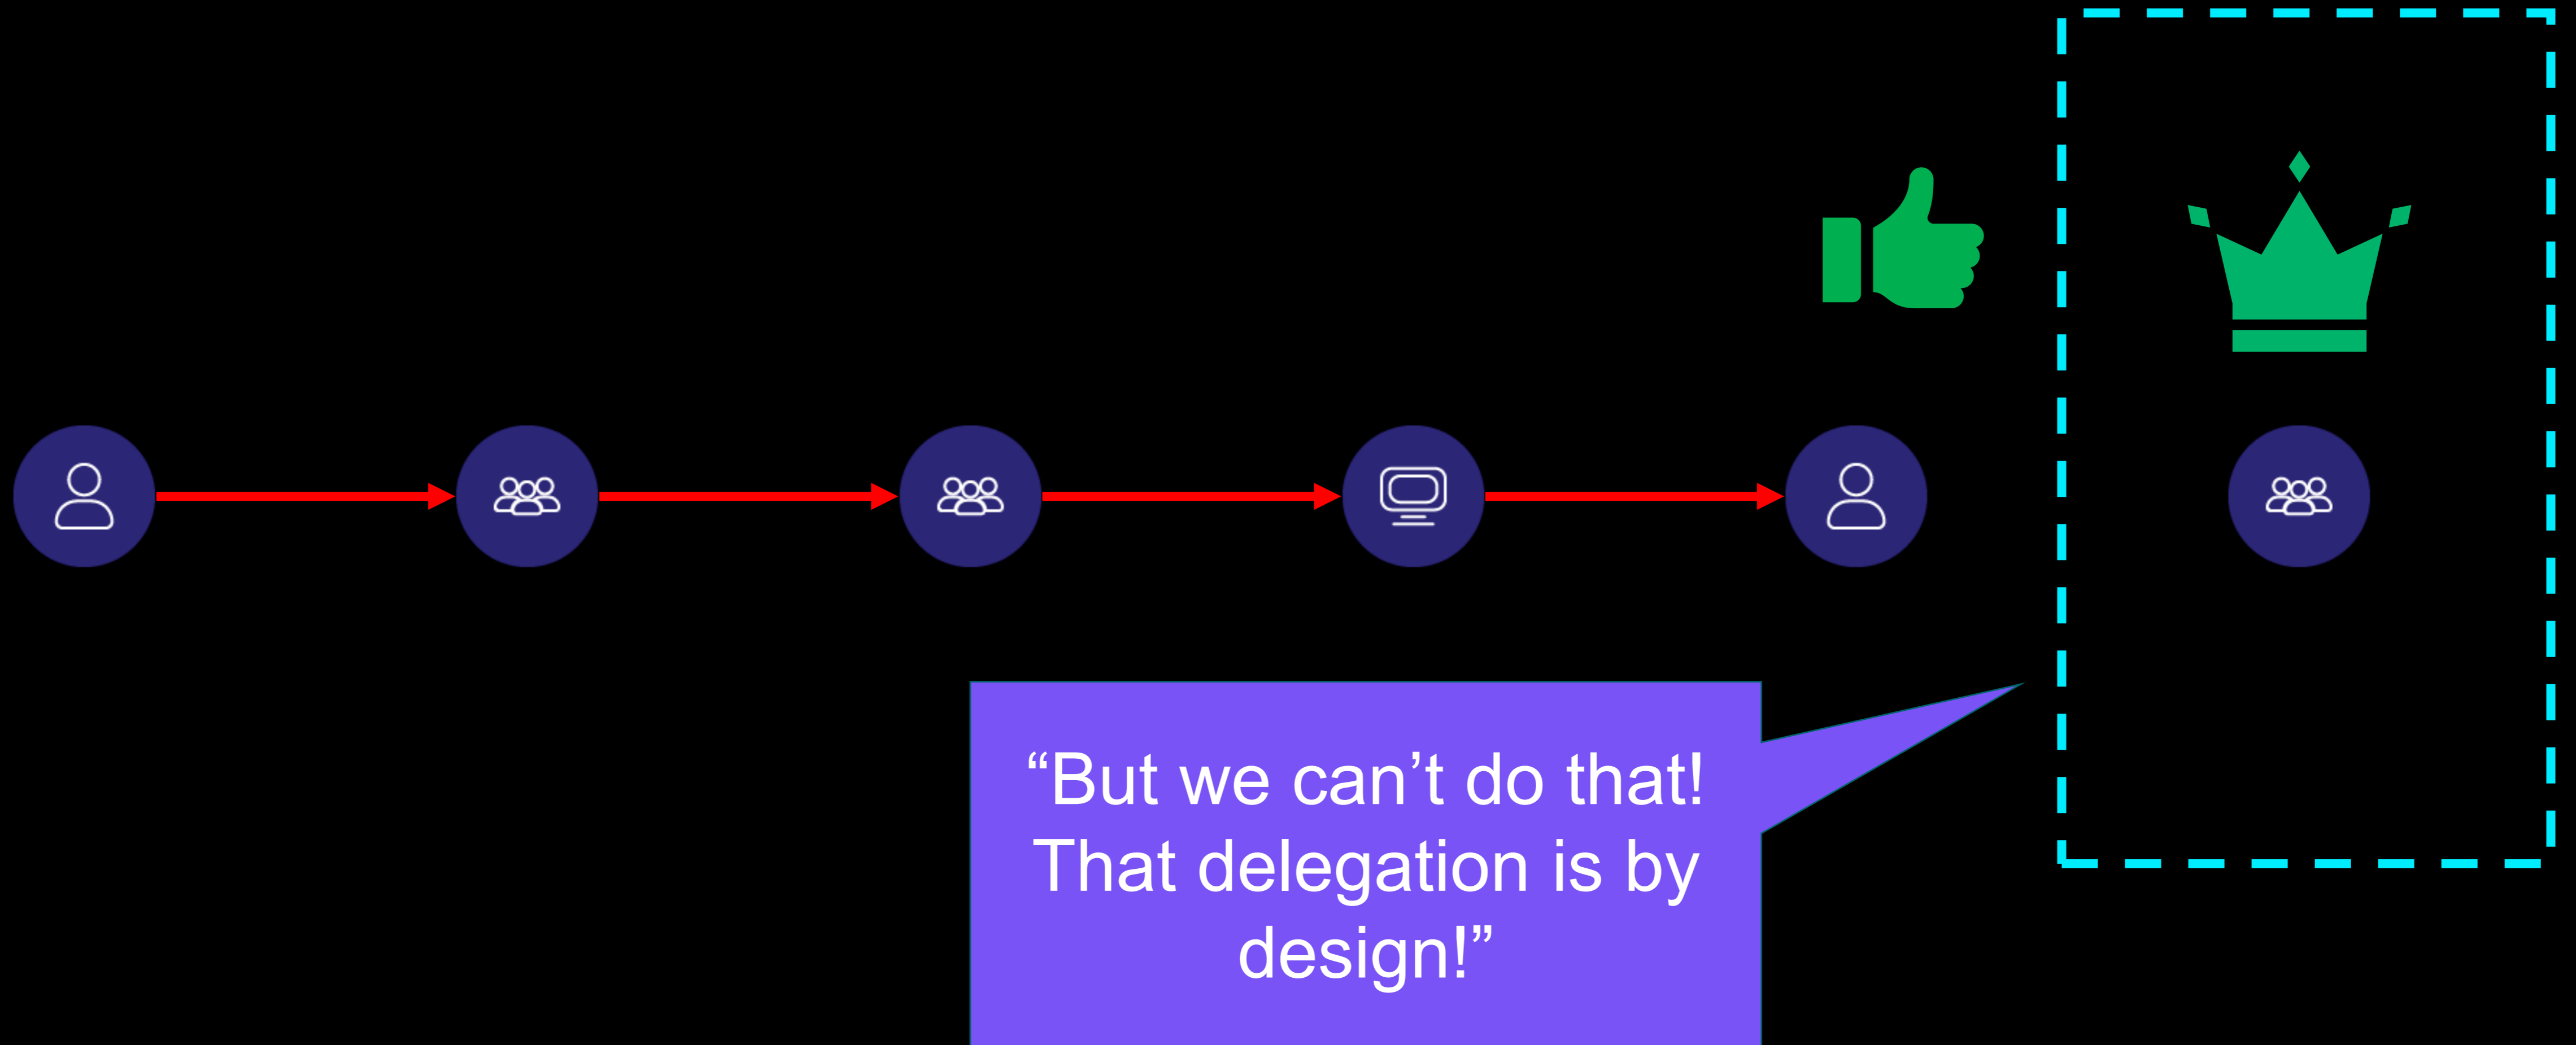 “But we can’t do that!
That delegation is by
design!”